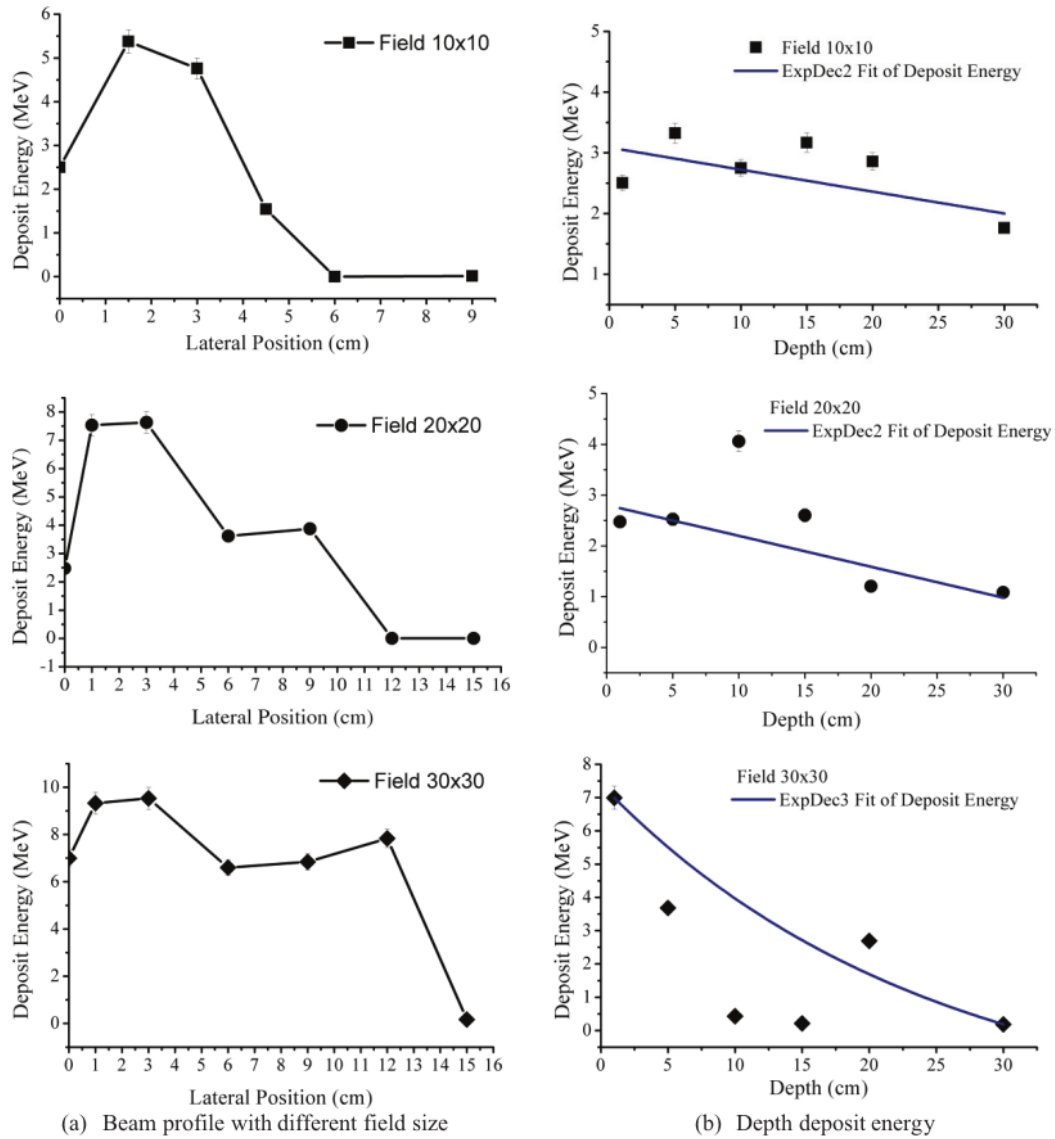 Field 10x10
Deposit Energy (MeV)
6
5
4
3
2
1
0
0 1 2 3 4 5 6 7 8 9
Lateral Position (cm)
Field 10x10
ExpDec2 Fit of Deposit Energy
Deposit Energy (MeV)
5
4
3
2
1
0 5 10 15 20 25 30
Depth (cm)
Field 20x20
Deposit Energy (MeV)
8
7
6
5
4
3
2
1
0
-1
0 1 2 3 4 5 6 7 8 9 10 11 12 13 14 15 16
Lateral Position (cm)
Field 20x20
ExpDec2 Fit of Deposit Energy
Deposit Energy (MeV)
5
4
3
2
1
0
0 5 10 15 20 25 30
Depth (cm)
Field 30x30
Deposit Energy (MeV)
10
8
6
4
2
0
0 1 2 3 4 5 6 7 8 9 10 11 12 13 14 15 16
Lateral Position (cm)
Field 30x30
ExpDec3 Fit of Deposit Energy
Deposit Energy (MeV)
8
7
6
5
4
3
2
1
0
0 5 10 15 20 25 30
Depth (cm)
(a) Beam profile with different field size
(b) Depth deposit energy